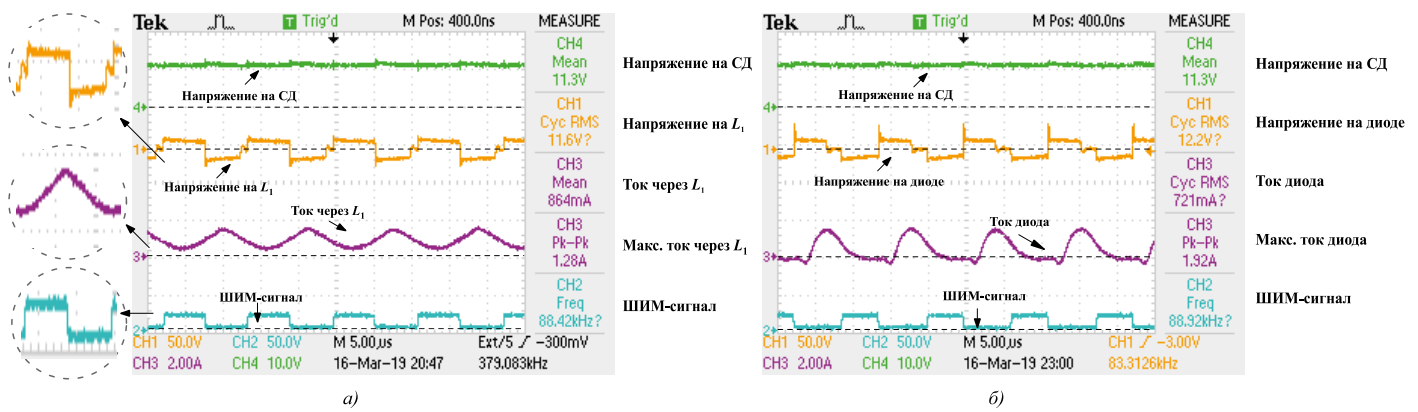 Tek Trig'd M Pos: 400.0ns MEASURE
CH4
Mean
11.3V
CH1
Cyc RMS
11.6V?
CH3
Mean
864mA
CH3
Pk-Pk
1.28A
CH2
Freq
88.42kHz?
4
1
3
2
Напряжение на СД
Напряжение на L1
Ток через L1
ШИМ-сигнал
CH1 50.0V CH2 50.0V M 5.00µs Ext/5 -300mV
CH3 2.00A CH4 10.0V 16-Mar-19 20:47 379.083kHz
Напряжение на СД
Напряжение на L1
Ток через L1
Макс. ток через L1
ШИМ-сигнал
а)
Tek Trig'd M Pos: 400.0ns MEASURE
CH4
Mean
11.3V
CH1
Cyc RMS
12.2V?
CH3
Cyc RMS
721mA?
CH3
Pk-Pk
1.92A
CH2
Freq
88.92kHz?
4
1
3
2
Напряжение на СД
Напряжение на диоде
Ток диода
ШИМ-сигнал
CH1 50.0V CH2 50.0V M 5.00µs CH1 -3.00V
CH3 2.00A CH4 10.0V 16-Mar-19 23:00 83.3126kHz
Напряжение на СД
Напряжение на диоде
Ток диода
Макс. ток диода
ШИМ-сигнал
б)